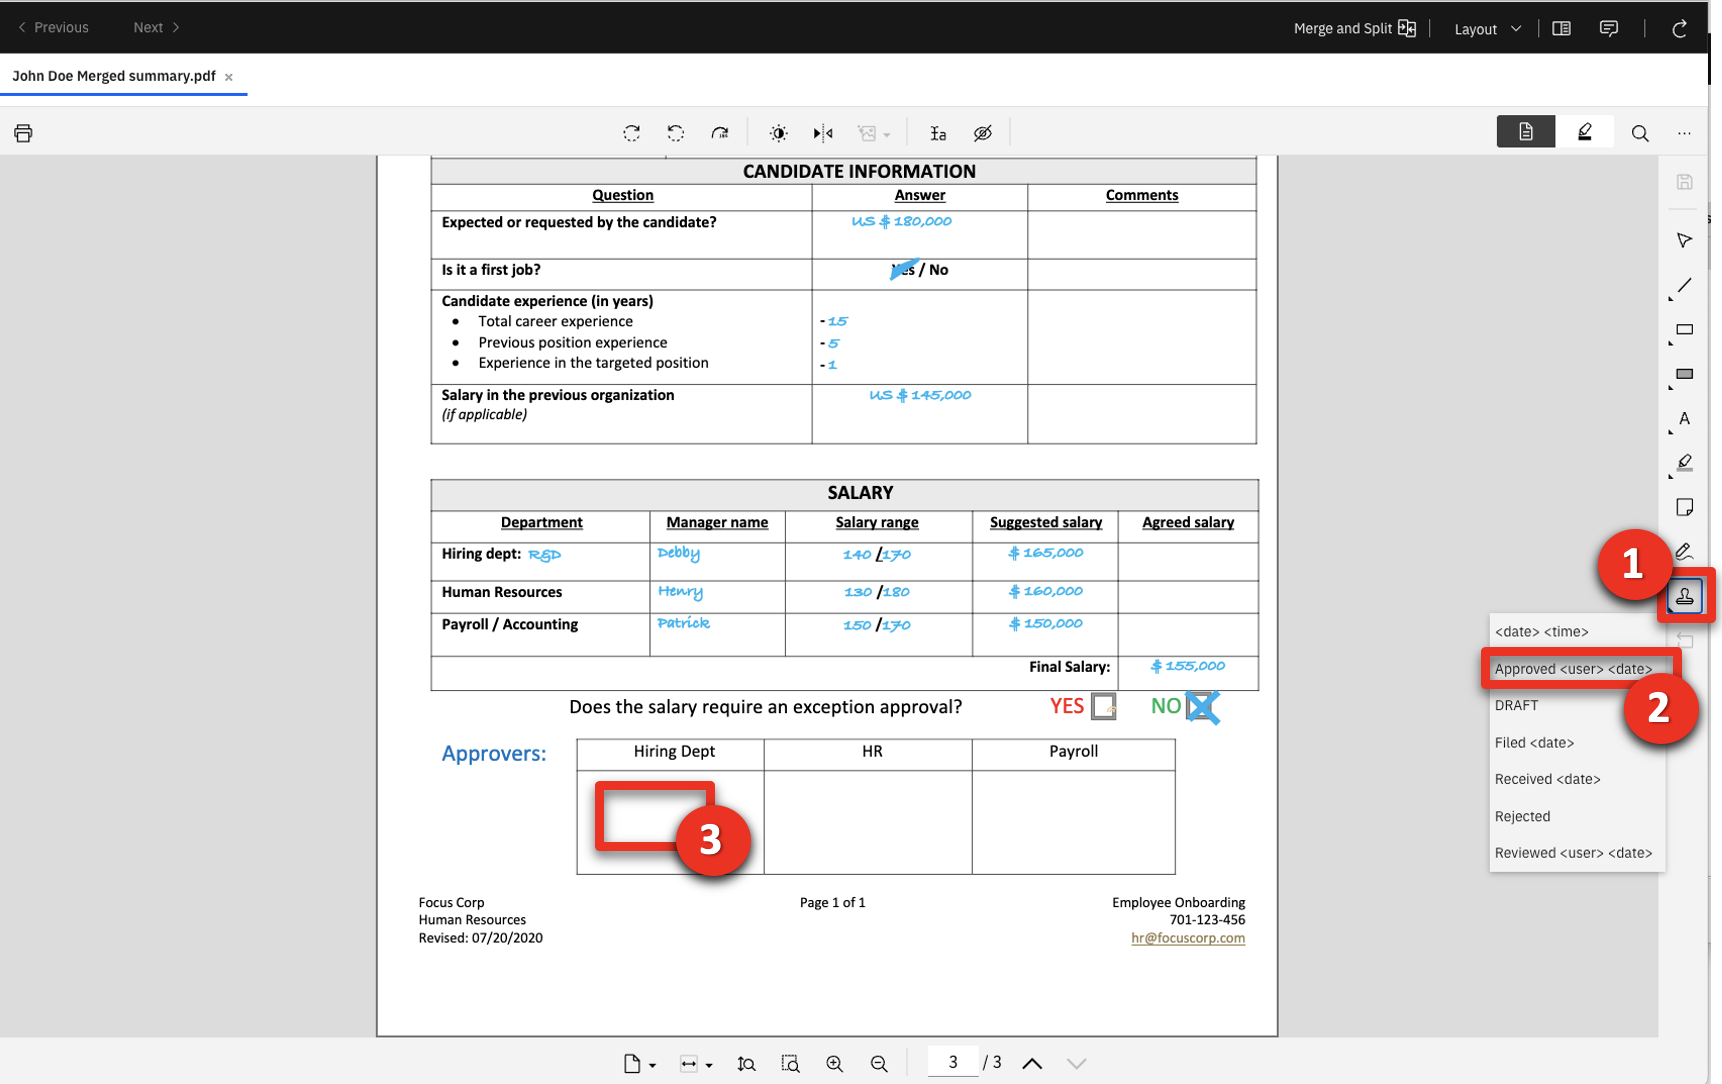 Previous Next Merge and Split Layout
John Doe Merged summary.pdf
CANDIDATE INFORMATION
Question Answer Comments
Expected or requested by the candidate? US $ 180,000
Is it a first job? Yes / No
Candidate experience (in years)
• Total career experience - 15
• Previous position experience - 5
• Experience in the targeted position - 1
Salary in the previous organization US $ 145,000
(if applicable)
SALARY
Department Manager name Salary range Suggested salary Agreed salary
Hiring dept: R&D Debby 140 /170 $ 165,000
Human Resources Henry 130 /180 $ 160,000
Payroll / Accounting Patrick 150 /170 $ 150,000
Final Salary: $ 155,000
Does the salary require an exception approval? YES NO
Approvers: Hiring Dept HR Payroll
3
Focus Corp Page 1 of 1 Employee Onboarding
Human Resources 701-123-456
Revised: 07/20/2020 hr@focuscorp.com
A
1
<date> <time>
Approved <user> <date>
2
DRAFT
Filed <date>
Received <date>
Rejected
Reviewed <user> <date>
3 / 3